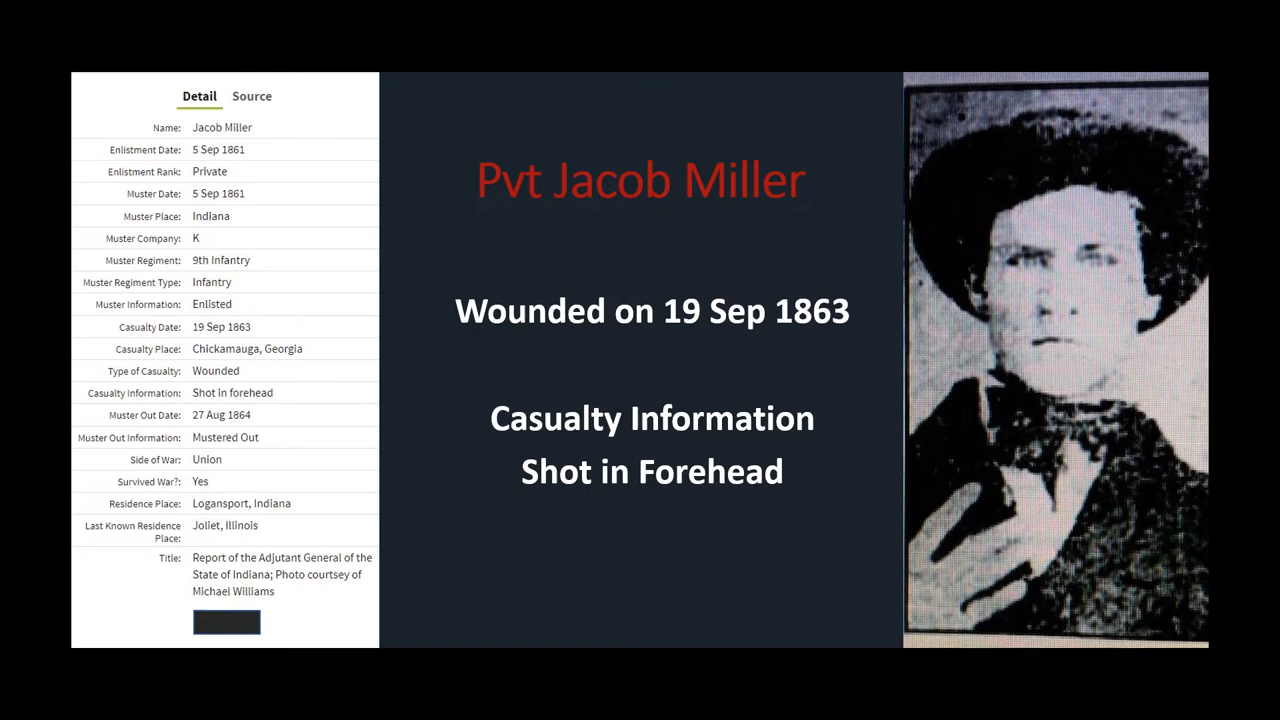 Detail Source
Name: Jacob Miller
Enlistment Date: 5 Sep 1861
Enlistment Rank: Private
Muster Date: 5 Sep 1861
Muster Place: Indiana
Muster Company: K
Muster Regiment: 9th Infantry
Muster Regiment Type: Infantry
Muster Information: Enlisted
Casualty Date: 19 Sep 1863
Casualty Place: Chickamauga, Georgia
Type of Casualty: Wounded
Casualty Information: Shot in forehead
Muster Out Date: 27 Aug 1864
Muster Out Information: Mustered Out
Side of War: Union
Survived War?: Yes
Residence Place: Logansport, Indiana
Last Known Residence Joliet, Illinois
Place:
Title: Report of the Adjutant General of the
State of Indiana; Photo courtsey of
Michael Williams
Pvt Jacob Miller
Wounded on 19 Sep 1863
Casualty Information
Shot in Forehead